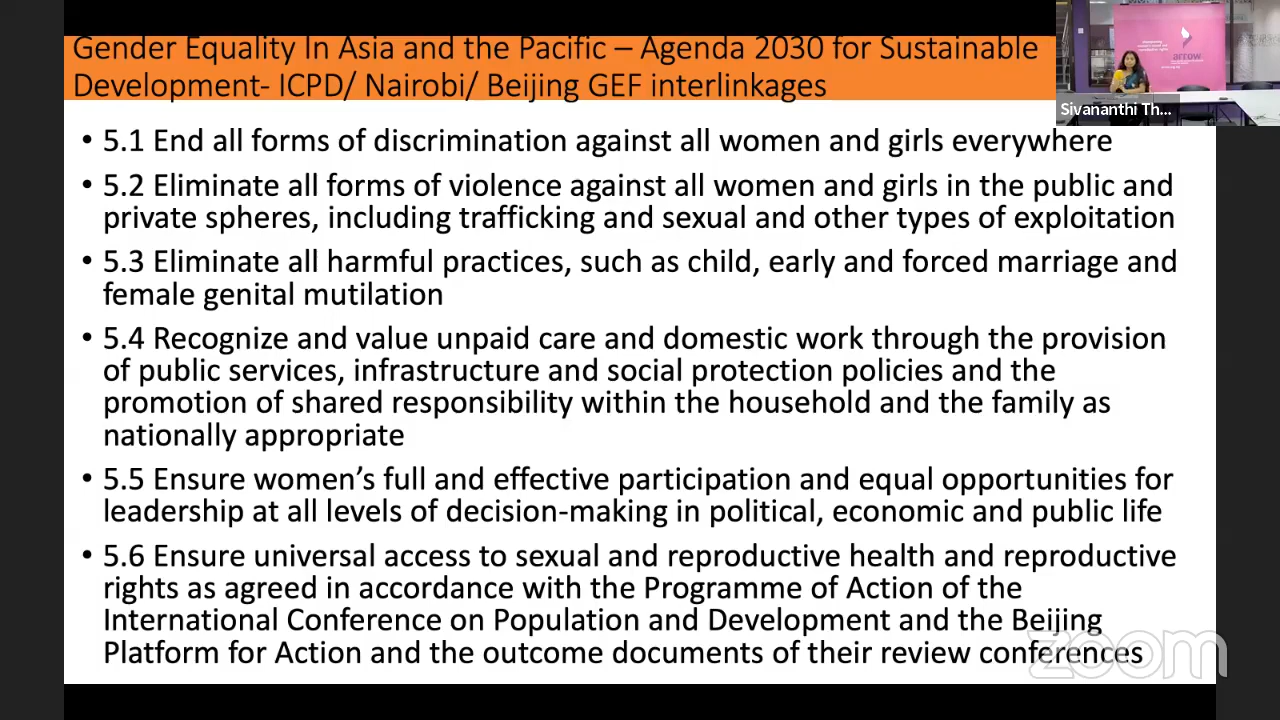 Gender Equality In Asia and the Pacific – Agenda 2030 for Sustainable
Development- ICPD/ Nairobi/ Beijing GEF interlinkages
arrow
Sivananthi Th...
• 5.1 End all forms of discrimination against all women and girls everywhere
• 5.2 Eliminate all forms of violence against all women and girls in the public and
private spheres, including trafficking and sexual and other types of exploitation
• 5.3 Eliminate all harmful practices, such as child, early and forced marriage and
female genital mutilation
• 5.4 Recognize and value unpaid care and domestic work through the provision
of public services, infrastructure and social protection policies and the
promotion of shared responsibility within the household and the family as
nationally appropriate
• 5.5 Ensure women’s full and effective participation and equal opportunities for
leadership at all levels of decision-making in political, economic and public life
• 5.6 Ensure universal access to sexual and reproductive health and reproductive
rights as agreed in accordance with the Programme of Action of the
International Conference on Population and Development and the Beijing
Platform for Action and the outcome documents of their review conferences
zoom